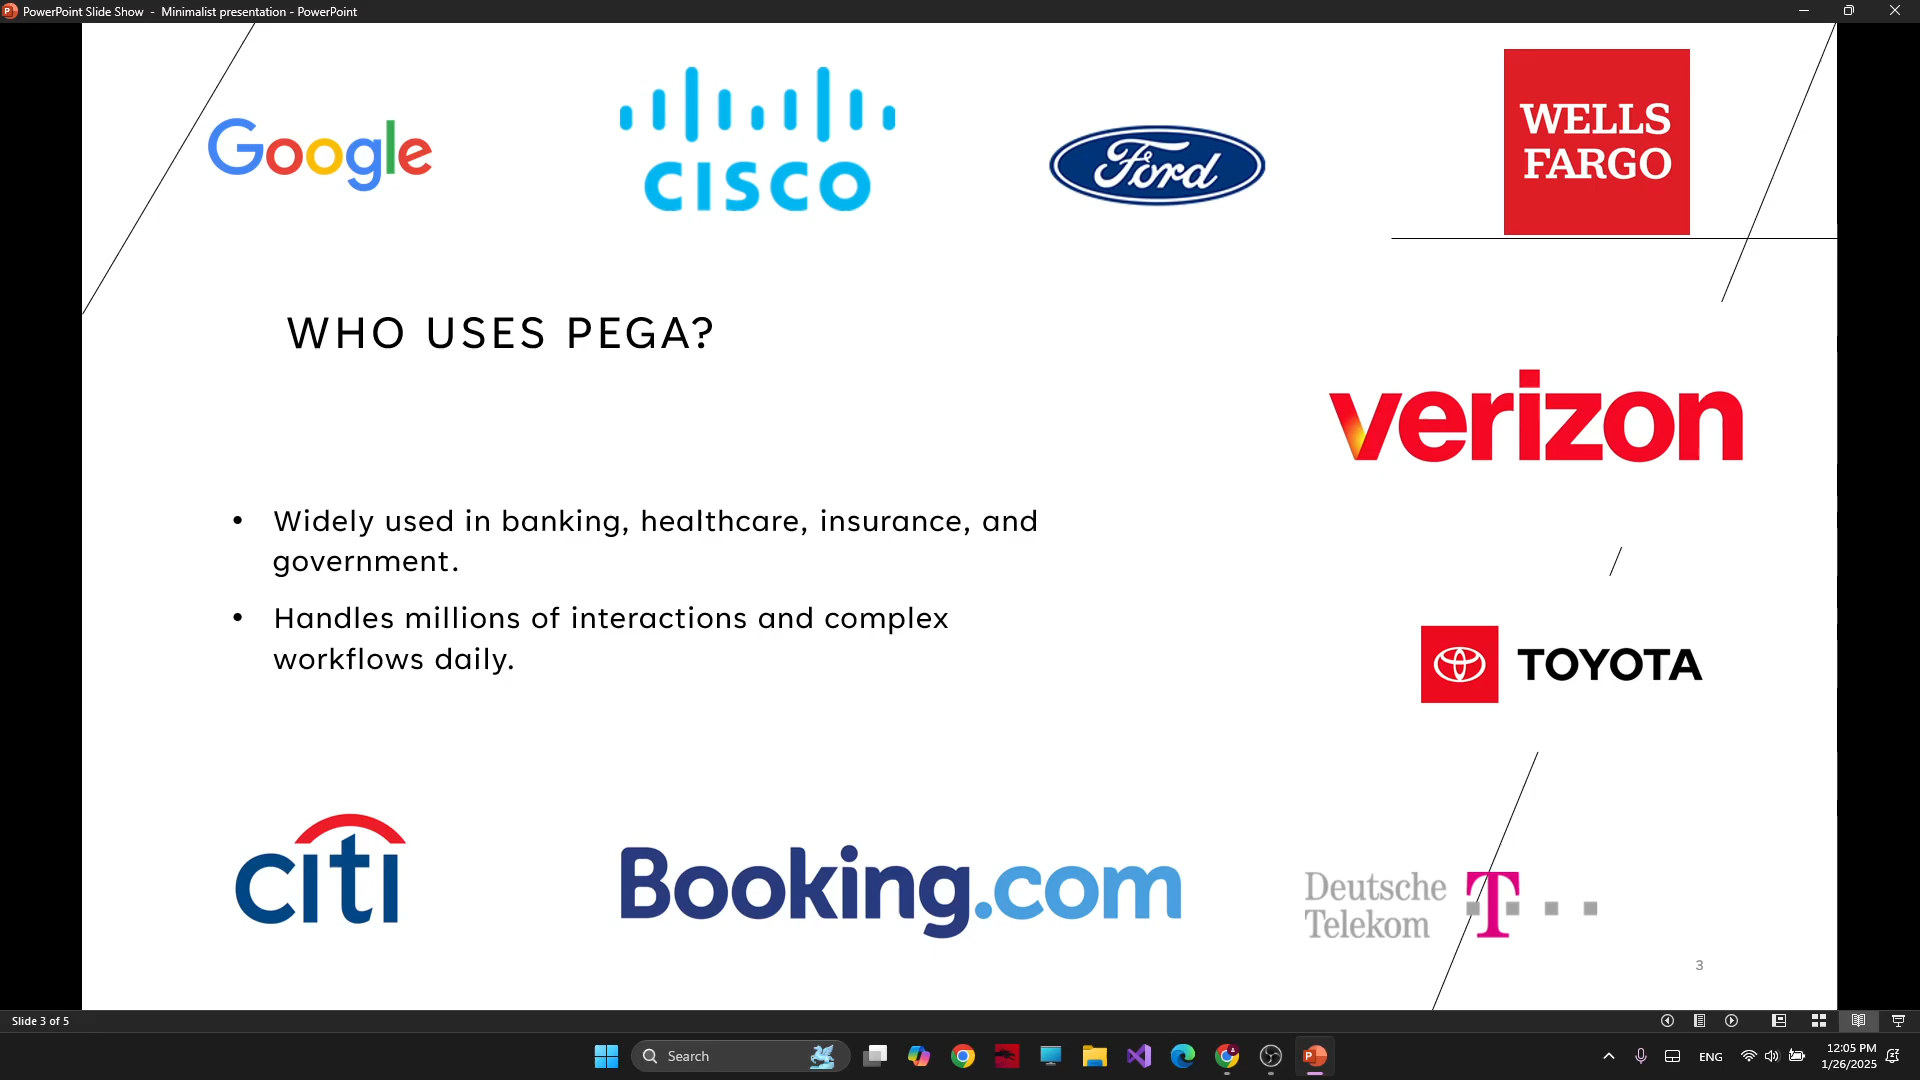 PowerPoint Slide Show - Minimalist presentation - PowerPoint
Google
CISCO
Ford
WELLS
FARGO
WHO USES PEGA?
verizon
• Widely used in banking, healthcare, insurance, and
government.
• Handles millions of interactions and complex
workflows daily.
TOYOTA
citi
Booking.com
Deutsche
Telekom
T
3
Slide 3 of 5
Search
ENG
12:05 PM
1/26/2025